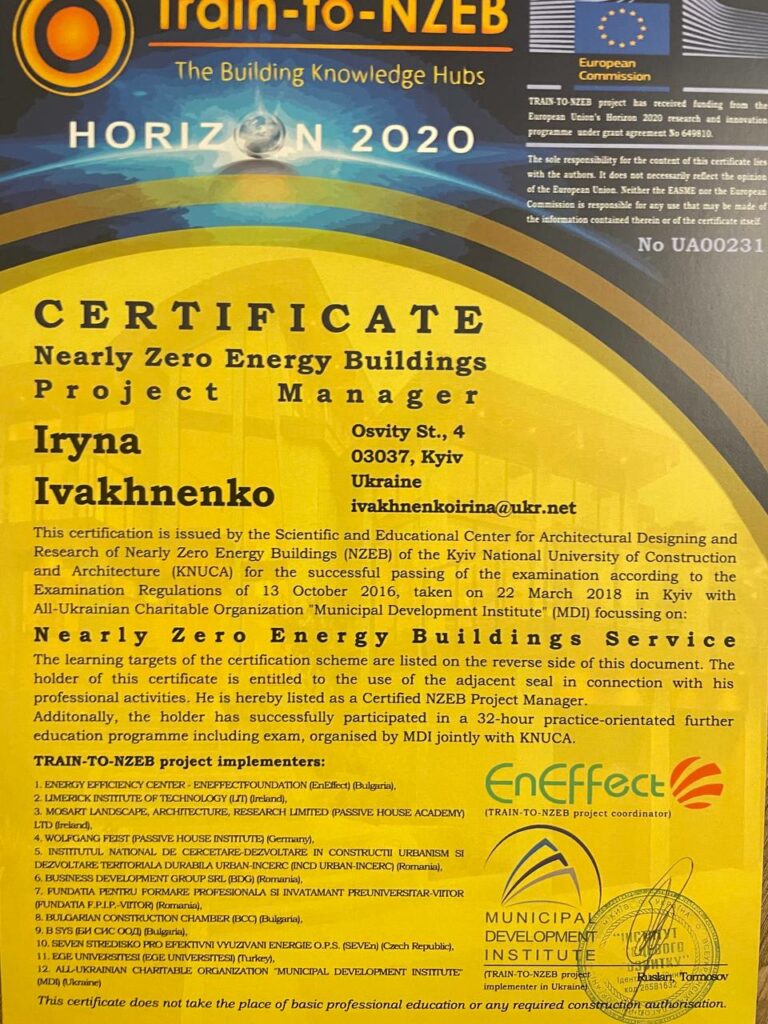 Train-to-NZEB
The Building Knowledge Hubs
HORIZON 2020
European
Commission
TRAIN-TO-NZEB project has received funding from the
European Union's Horizon 2020 research and innovation
programme under grant agreement No 649810.
The sole responsibility for the content of this certificate lies
with the authors. It does not necessarily reflect the opinion
of the European Union. Neither the EASME nor the European
Commission is responsible for any use that may be made of
the information contained therein or of the certificate itself.
No UA00231
CERTIFICATE
Nearly Zero Energy Buildings
Project Manager
Iryna
Ivakhnenko
Osvity St., 4
03037, Kyiv
Ukraine
ivakhnenkoirina@ukr.net
This certification is issued by the Scientific and Educational Center for Architectural Designing and
Research of Nearly Zero Energy Buildings (NZEB) of the Kyiv National University of Construction
and Architecture (KNUCA) for the successful passing of the examination according to the
Examination Regulations of 13 October 2016, taken on 22 March 2018 in Kyiv with
All-Ukrainian Charitable Organization "Municipal Development Institute" (MDI) focussing on:
Nearly Zero Energy Buildings Service
The learning targets of the certification scheme are listed on the reverse side of this document. The
holder of this certificate is entitled to the use of the adjacent seal in connection with his
professional activities. He is hereby listed as a Certified NZEB Project Manager.
Additonally, the holder has successfully participated in a 32-hour practice-orientated further
education programme including exam, organised by MDI jointly with KNUCA.
TRAIN-TO-NZEB project implementers:
1. ENERGY EFFICIENCY CENTER - ENEFFECTFOUNDATION (EnEffect) (Bulgaria),
2. LIMERICK INSTITUTE OF TECHNOLOGY (LIT) (Ireland),
3. MOSART LANDSCAPE, ARCHITECTURE, RESEARCH LIMITED (PASSIVE HOUSE ACADEMY)
LTD (Ireland),
4. WOLFGANG FEIST (PASSIVE HOUSE INSTITUTE) (Germany),
5. INSTITUTUL NATIONAL DE CERCETARE-DEZVOLTARE IN CONSTRUCTII URBANISM SI
DEZVOLTARE TERITORIALA DURABILA URBAN-INCERC (INCD URBAN-INCERC) (Romania),
6. BUSINESS DEVELOPMENT GROUP SRL (BDG) (Romania),
7. FUNDATIA PENTRU FORMARE PROFESIONALA SI INVATAMANT PREUNIVERSITAR-VIITOR
(FUNDATIA F.P.I.P.-VIITOR) (Romania),
8. BULGARIAN CONSTRUCTION CHAMBER (BCC) (Bulgaria),
9. B SYS (БИ СИС ООД) (Bulgaria),
10. SEVEN STREDISKO PRO EFEKTIVNI VYUZIVANI ENERGIE O.P.S. (SEVEn) (Czech Republic),
11. EGE UNIVERSITESI (EGE UNIVERSITIES) (Turkey),
12. ALL-UKRAINIAN CHARITABLE ORGANIZATION "MUNICIPAL DEVELOPMENT INSTITUTE"
(MDI) (Ukraine)
EnEffect
(TRAIN-TO-NZEB project coordinator)
MUNICIPAL
DEVELOPMENT
INSTITUTE
(TRAIN-TO-NZEB project
implementer in Ukraine)
Ruslan Tormosov
This certificate does not take the place of basic professional education or any required construction authorisation.